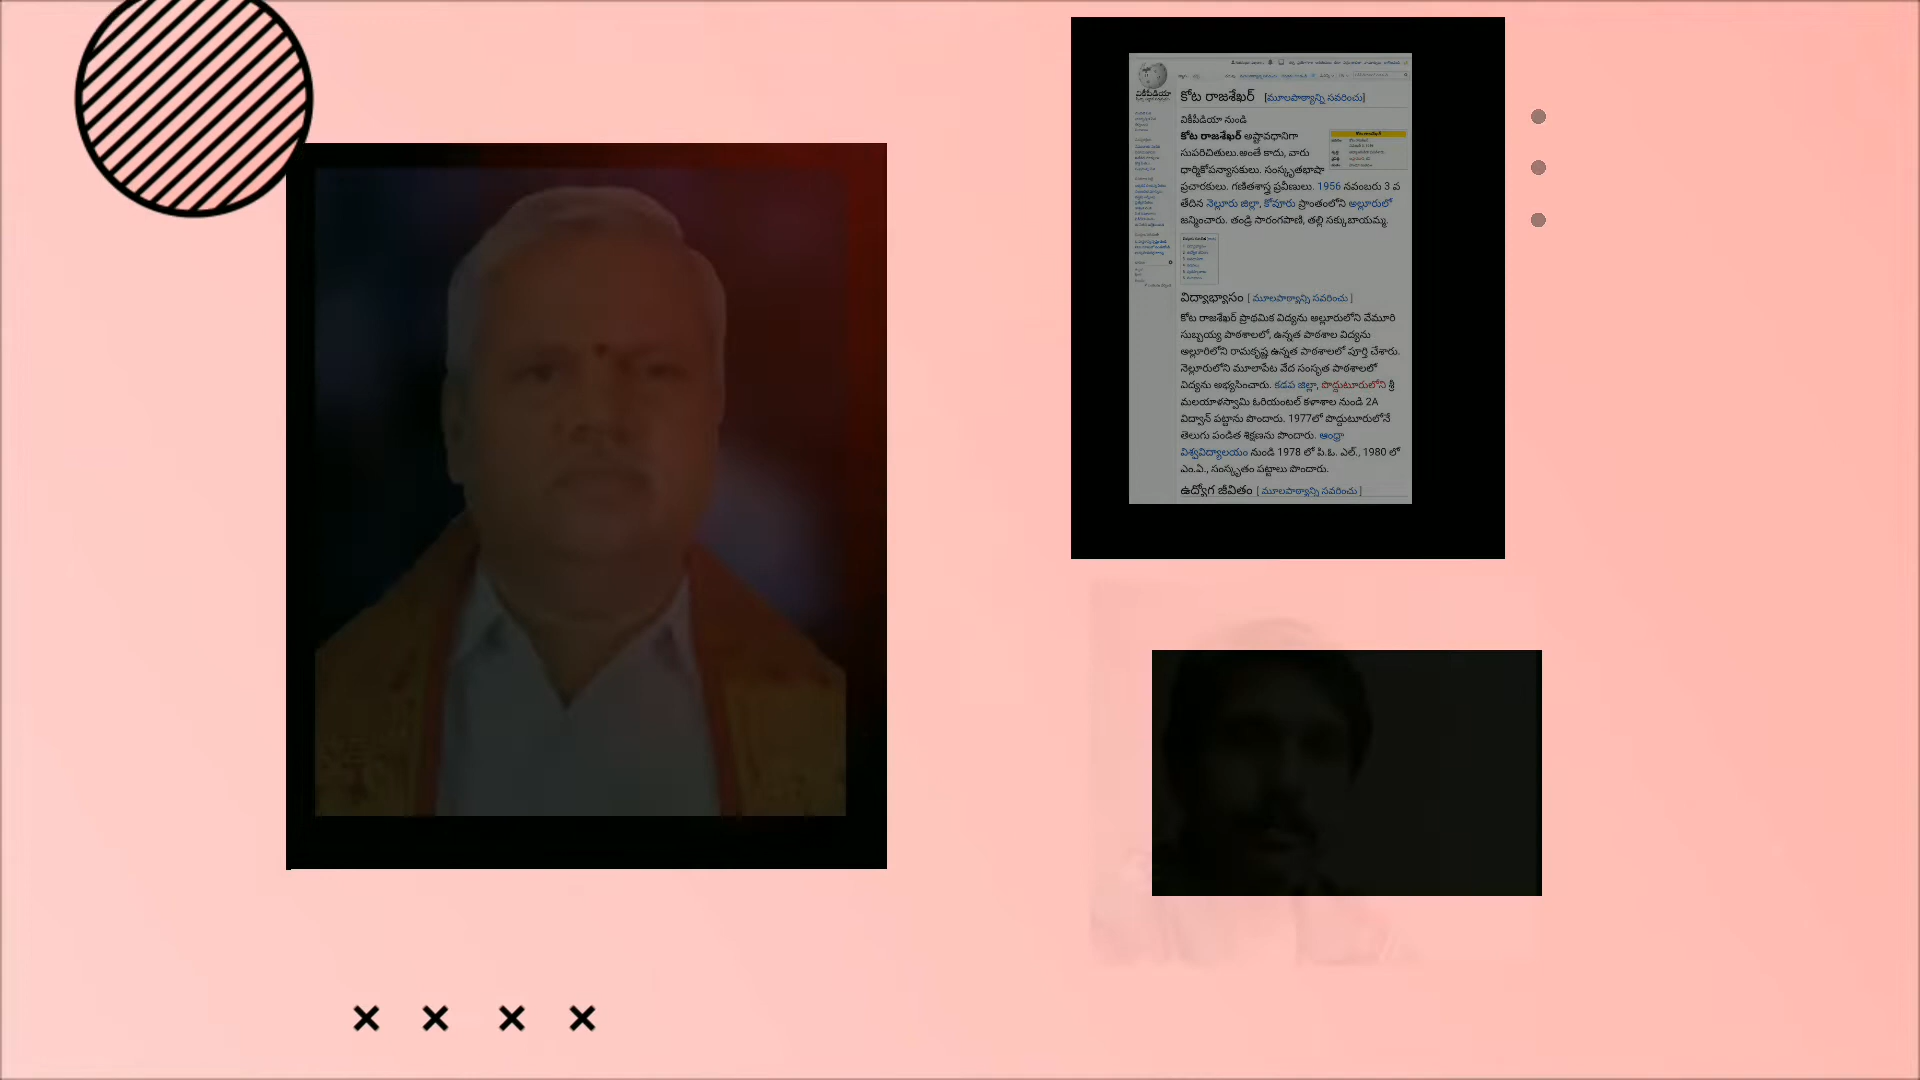 వికీపీడియా
కోట రాజశేఖర్ [మూలపాఠ్యాన్ని సవరించు]
వికీపీడియా నుండి
కోట రాజశేఖర్ అష్టావధానిగా
సుపరిచితులు.అంతే కాదు, వారు
ధార్మికోపన్యాసకులు. సంస్కృతభాషా
ప్రచారకులు. గణితశాస్త్ర ప్రవీణులు. 1956 నవంబరు 3 వ
తేదిన నెల్లూరు జిల్లా, కోవూరు ప్రాంతంలోని అల్లూరులో
జన్మించారు. తండ్రి సారంగపాణి, తల్లి సక్కుబాయమ్మ.
విద్యాభ్యాసం [ మూలపాఠ్యాన్ని సవరించు ]
కోట రాజశేఖర్ ప్రాథమిక విద్యను అల్లూరులోని వేమూరి
సుబ్బయ్య పాఠశాలలో, ఉన్నత పాఠశాల విద్యను
అల్లూరిలోని రామకృష్ణ ఉన్నత పాఠశాలలో పూర్తి చేశారు.
నెల్లూరులోని మూలాపేట వేద సంసృత పాఠశాలలో
విద్యను అభ్యసించారు. కడప జిల్లా, పొద్దుటూరులోని శ్రీ
మలయాళస్వామి ఓరియంటల్ కళాశాల నుండి 2A
విద్వాన్ పట్టాను పొందారు. 1977లో పొద్దుటూరులోనే
తెలుగు పండిత శిక్షణను పొందారు. ఆంధ్రా
విశ్వవిద్యాలయం నుండి 1978 లో పి.ఓ. ఎల్., 1980 లో
ఎం.ఏ., సంస్కృతం పట్టాలు పొందారు.
ఉద్యోగ జీవితం [ మూలపాఠ్యాన్ని సవరించు ]